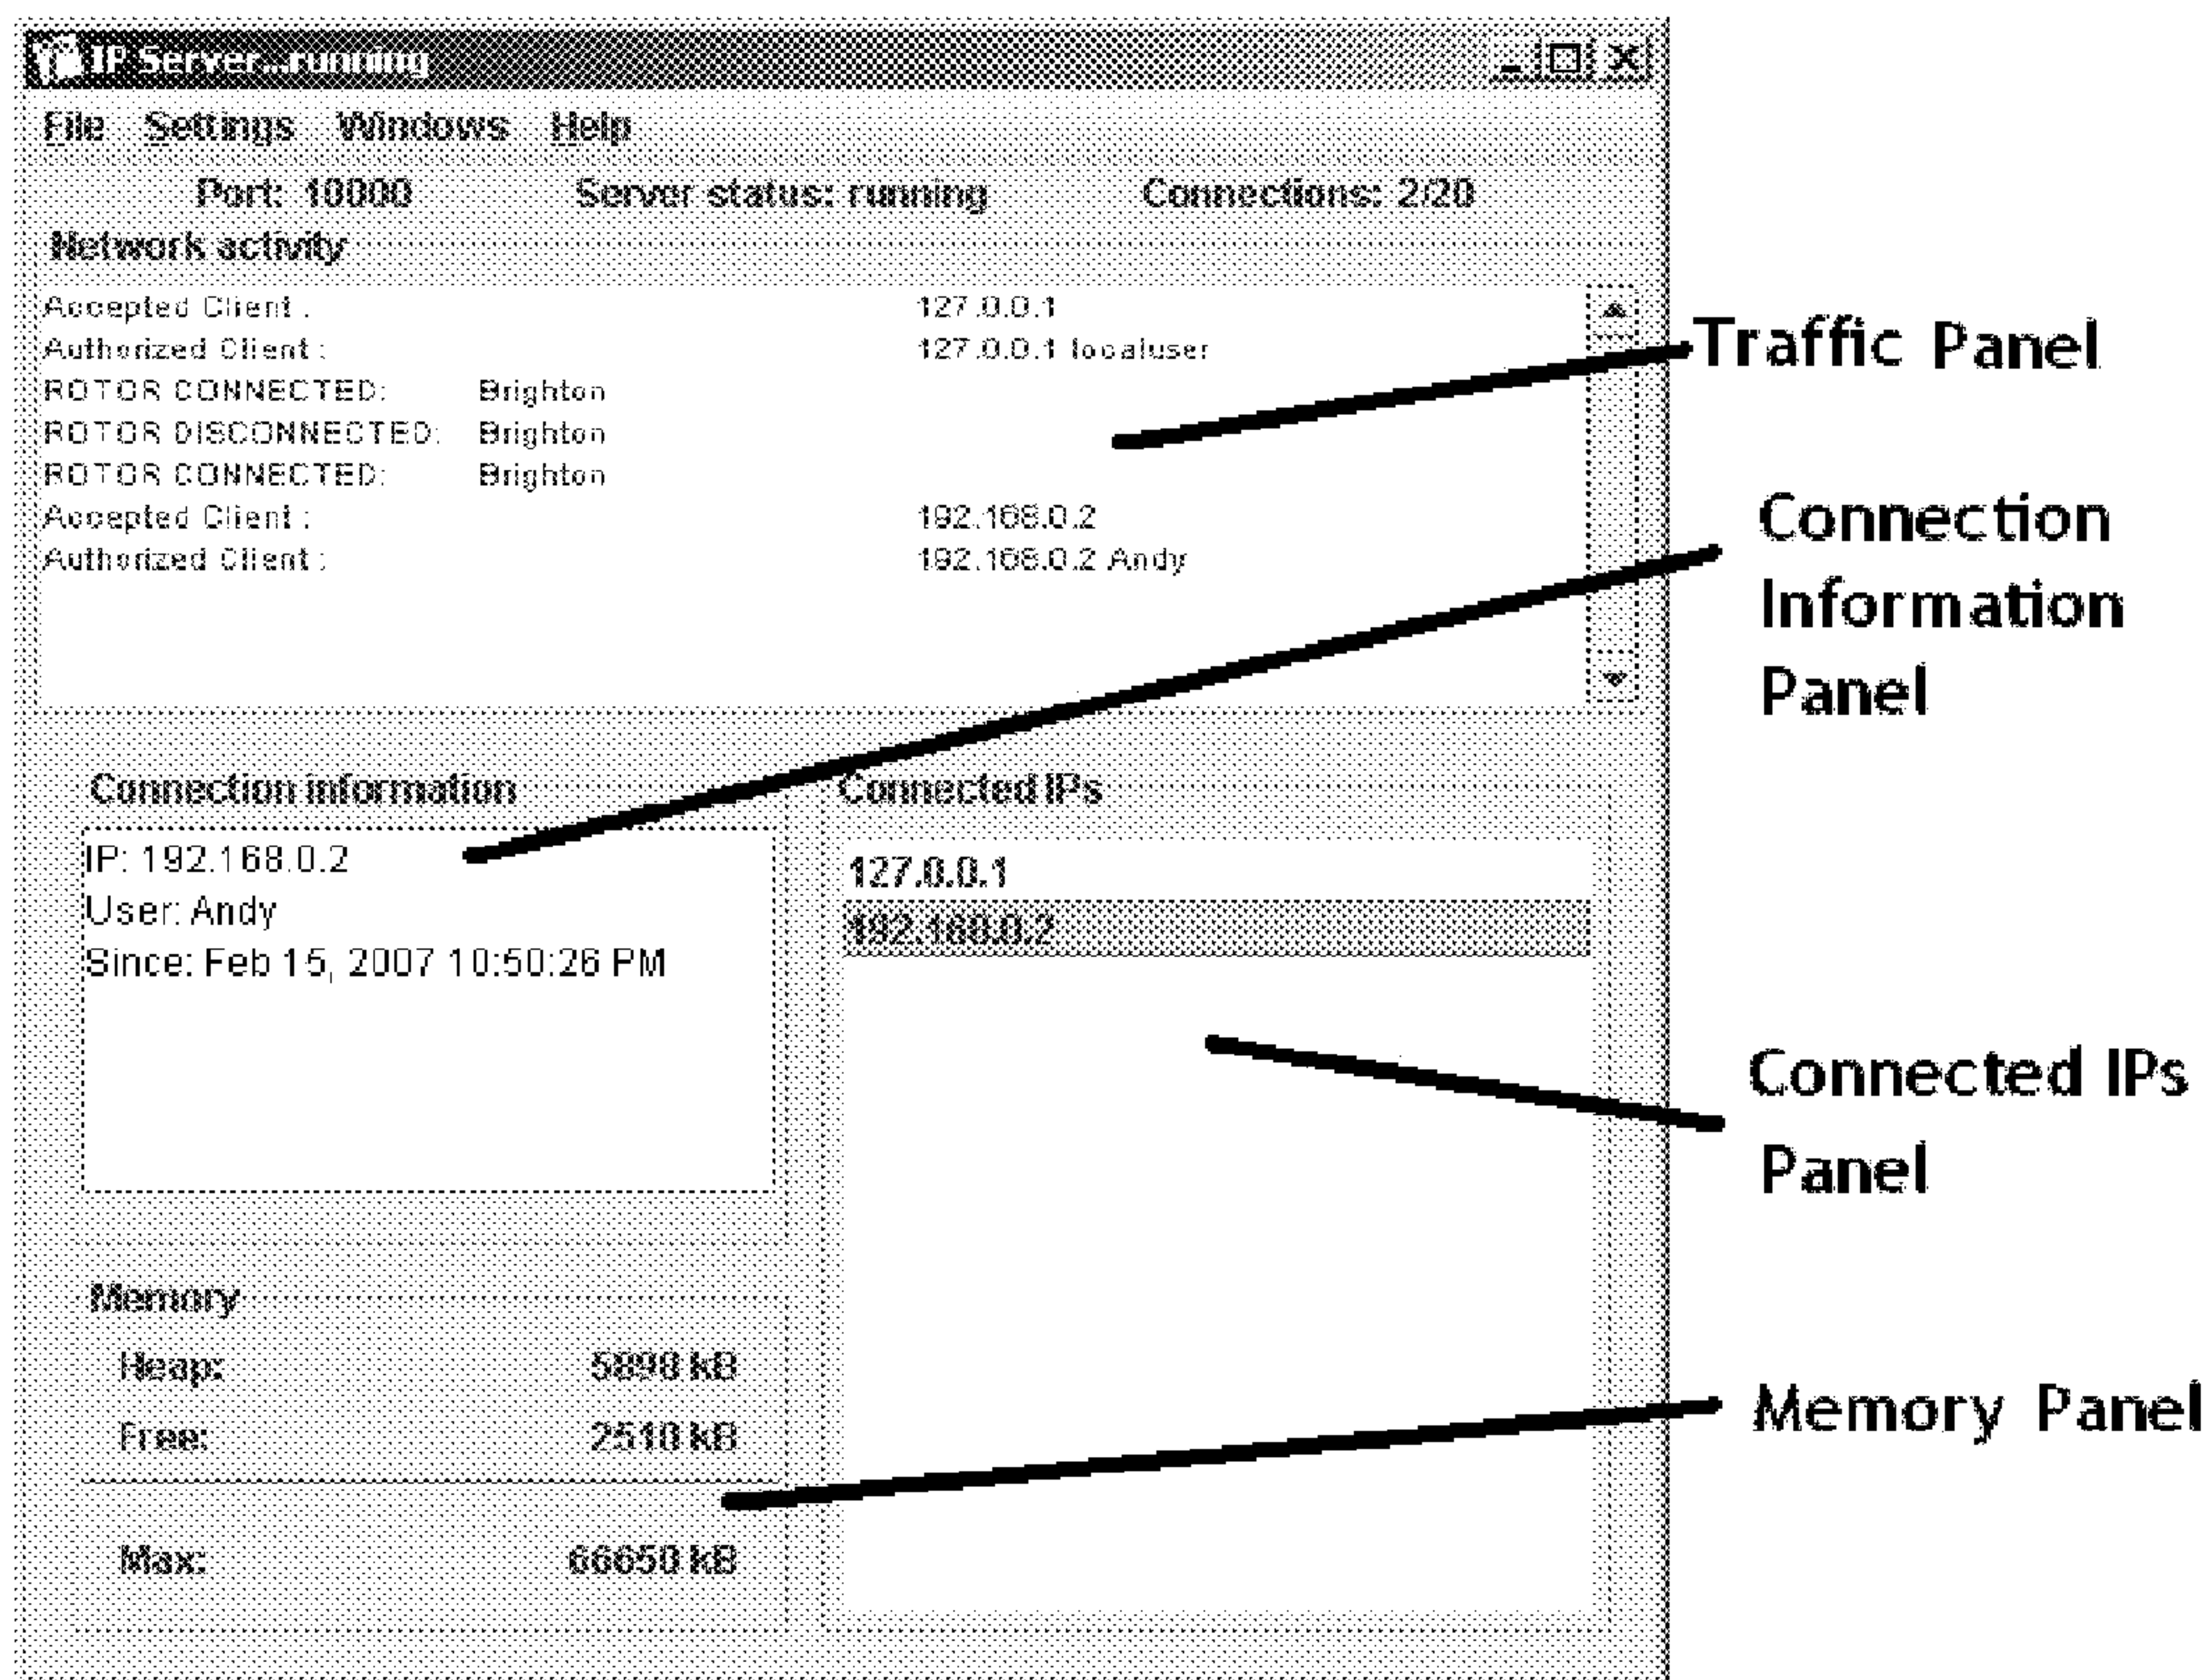 IP Server...running
File Settings Windows Help
Port: 10000 Server status: running Connections: 2/20
Network activity
Accepted Client : 127.0.0.1
Authorized Client : 127.0.0.1 localuser
ROTOR CONNECTED: Brighton
ROTOR DISCONNECTED: Brighton
ROTOR CONNECTED: Brighton
Accepted Client : 192.168.0.2
Authorized Client : 192.168.0.2 Andy
Traffic Panel
Connection
Information
Panel
Connection information
IP: 192.168.0.2
User: Andy
Since: Feb 15, 2007 10:50:26 PM
Connected IPs
127.0.0.1
192.168.0.2
Connected IPs
Panel
Memory
Heap: 5890 kB
Free: 2510 kB
Max: 66650 kB
Memory Panel